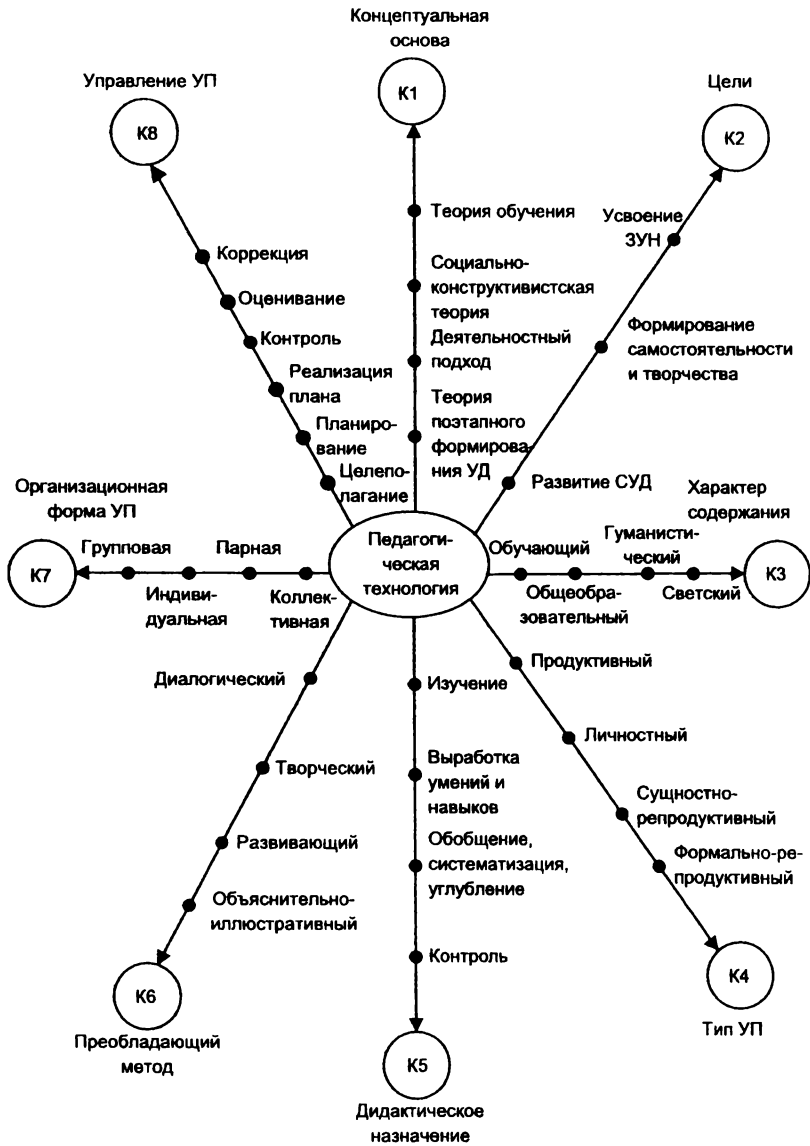 Концептуальная
основа
К1
Управление УП
К8
Цели
К2
Теория обучения
Социально-
конструктивистская
теория
Деятельностный
подход
Теория
поэтапного
формирова-
ния УД
Усвоение
ЗУН
Формирование
самостоятельности
и творчества
Развитие СУД
Коррекция
Оценивание
Контроль
Реализация
плана
Планиро-
вание
Целепо-
лагание
Организационная
форма УП
К7
Групповая
Индиви-
дуальная
Парная
Коллек-
тивная
Педагоги-
ческая
технология
Характер
содержания
К3
Обучающий
Общеобра-
зовательный
Гуманисти-
ческий
Светский
Диалогический
Творческий
Развивающий
Объяснительно-
иллюстративный
К6
Преобладающий
метод
Изучение
Выработка
умений и
навыков
Обобщение,
систематизация,
углубление
Контроль
К5
Дидактическое
назначение
Продуктивный
Личностный
Сущностно-
репродуктивный
Формально-ре-
продуктивный
К4
Тип УП